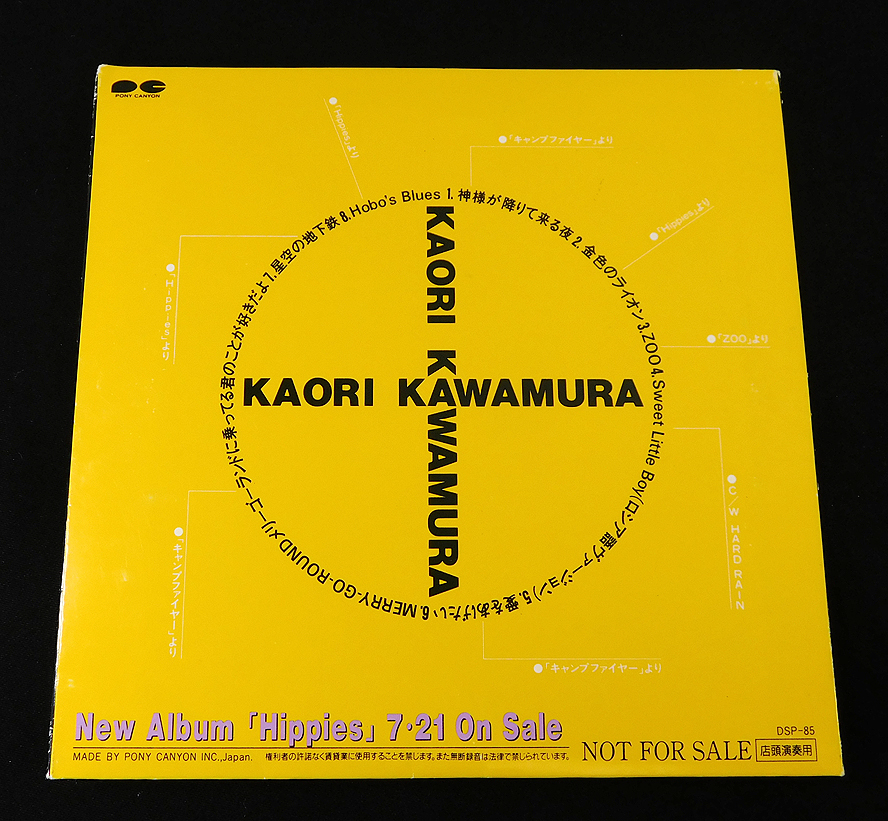 PONY CANYON
●「Hippies」より
●「キャンプファイヤー」より
●「Hippies」より
●「Hippies」より
●「ZOO」より
●C/W HARD RAIN
●「キャンプファイヤー」より
●「キャンプファイヤー」より
1. 神様が降りて来る夜 2. 金色のライオン 3. ZOO 4. Sweet Little Boy(ロシア語ヴァージョン) 5. 愛をあげたい 6. MERRY-GO-ROUND メリーゴーランドに乗ってる君のことが好きだよ 7. 星空の地下鉄 8. Hobo's Blues
KAORI KAWAMURA
KAORI KAWAMURA
New Album「Hippies」7・21 On Sale
DSP-85
MADE BY PONY CANYON INC.,Japan. 権利者の許諾なく賃貸業に使用することを禁じます。また無断録音は法律で禁じられています。
NOT FOR SALE 店頭演奏用